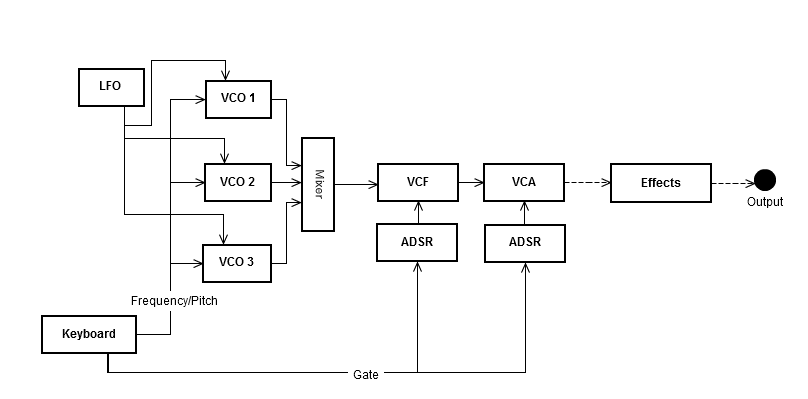 LFO
VCO 1
VCO 2
VCO 3
Mixer
VCF
VCA
Effects
Output
ADSR
ADSR
Frequency/Pitch
Keyboard
Gate